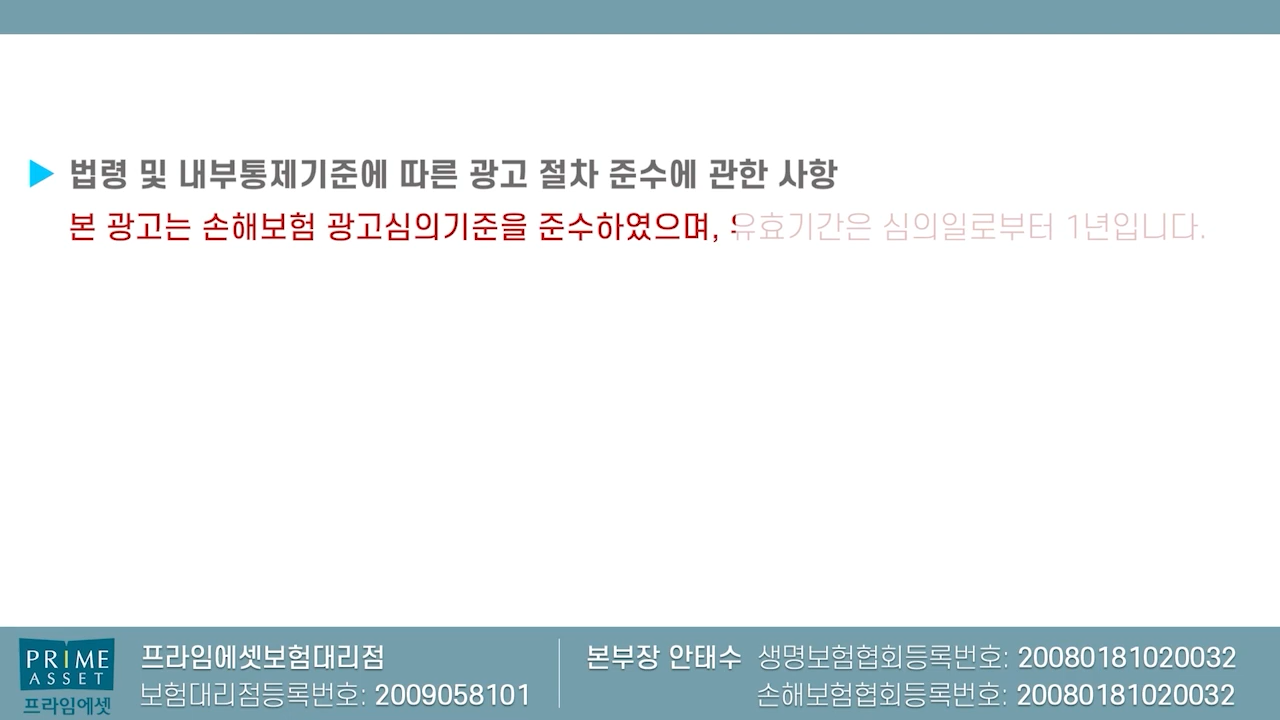 ▶ 법령 및 내부통제기준에 따른 광고 절차 준수에 관한 사항
본 광고는 손해보험 광고심의기준을 준수하였으며, 유효기간은 심의일로부터 1년입니다.
PRIME
ASSET
프라임에셋
프라임에셋보험대리점
보험대리점등록번호: 2009058101
본부장 안태수 생명보험협회등록번호: 20080181020032
손해보험협회등록번호: 20080181020032